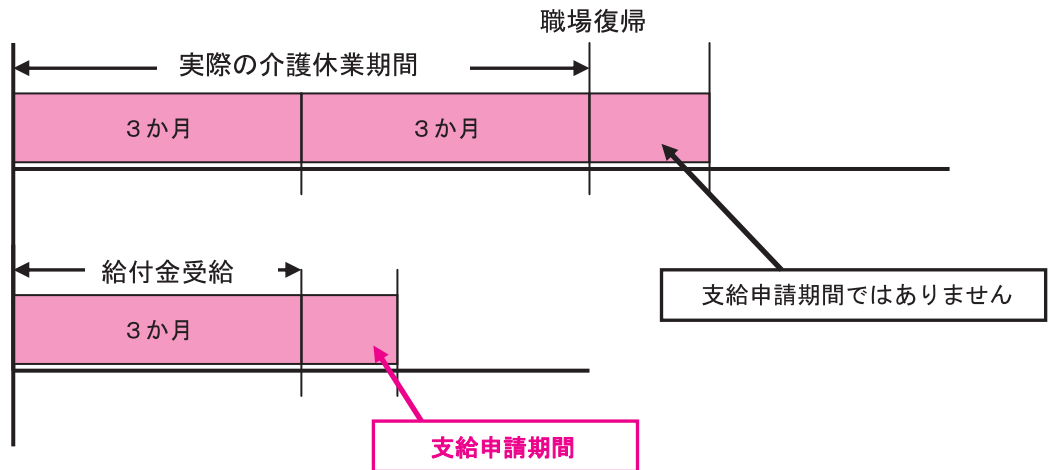 職場復帰
実際の介護休業期間
３か月
３か月
給付金受給
支給申請期間ではありません
３か月
支給申請期間